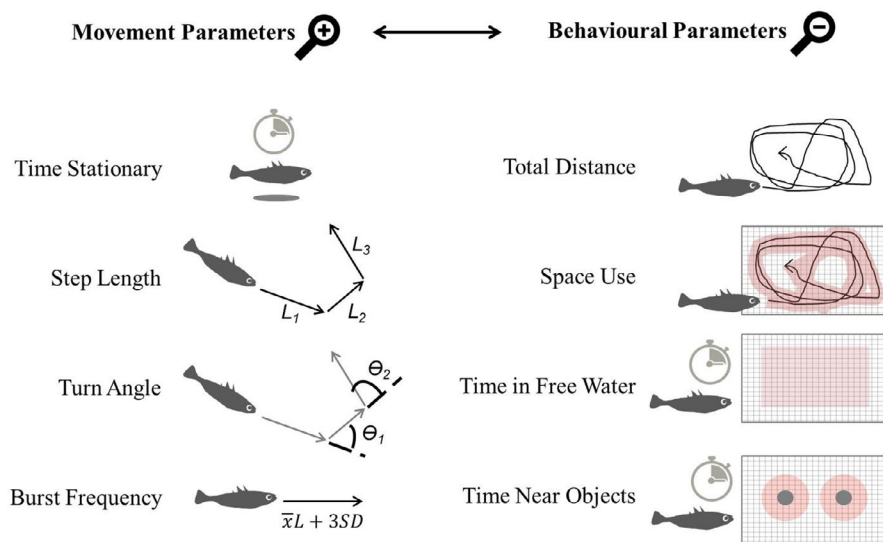 Movement Parameters
Behavioural Parameters
Time Stationary
Total Distance
Step Length
L1
L2
L3
Space Use
Turn Angle
Θ2
Θ1
Time in Free Water
Burst Frequency
x̅L + 3SD
Time Near Objects